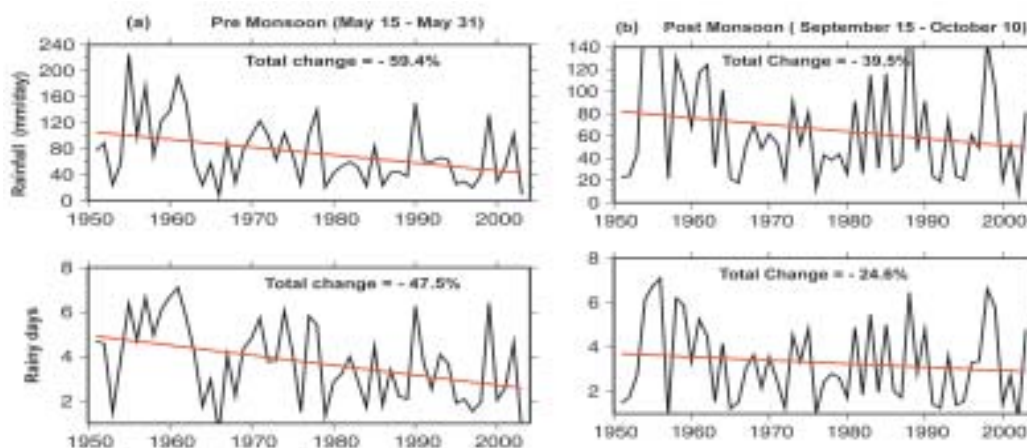 (a) Pre Monsoon (May 15 - May 31)
Total change = - 59.4%
Rainfall (mm/day)
240
200
160
120
80
40
0
1950 1960 1970 1980 1990 2000
(b) Post Monsoon ( September 15 - October 10)
Total Change = - 39.5%
140
120
100
80
60
40
20
0
1950 1960 1970 1980 1990 2000
Total change = - 47.5%
Rainy days
8
6
4
2
1950 1960 1970 1980 1990 2000
Total Change = - 24.6%
8
6
4
2
1950 1960 1970 1980 1990 2000